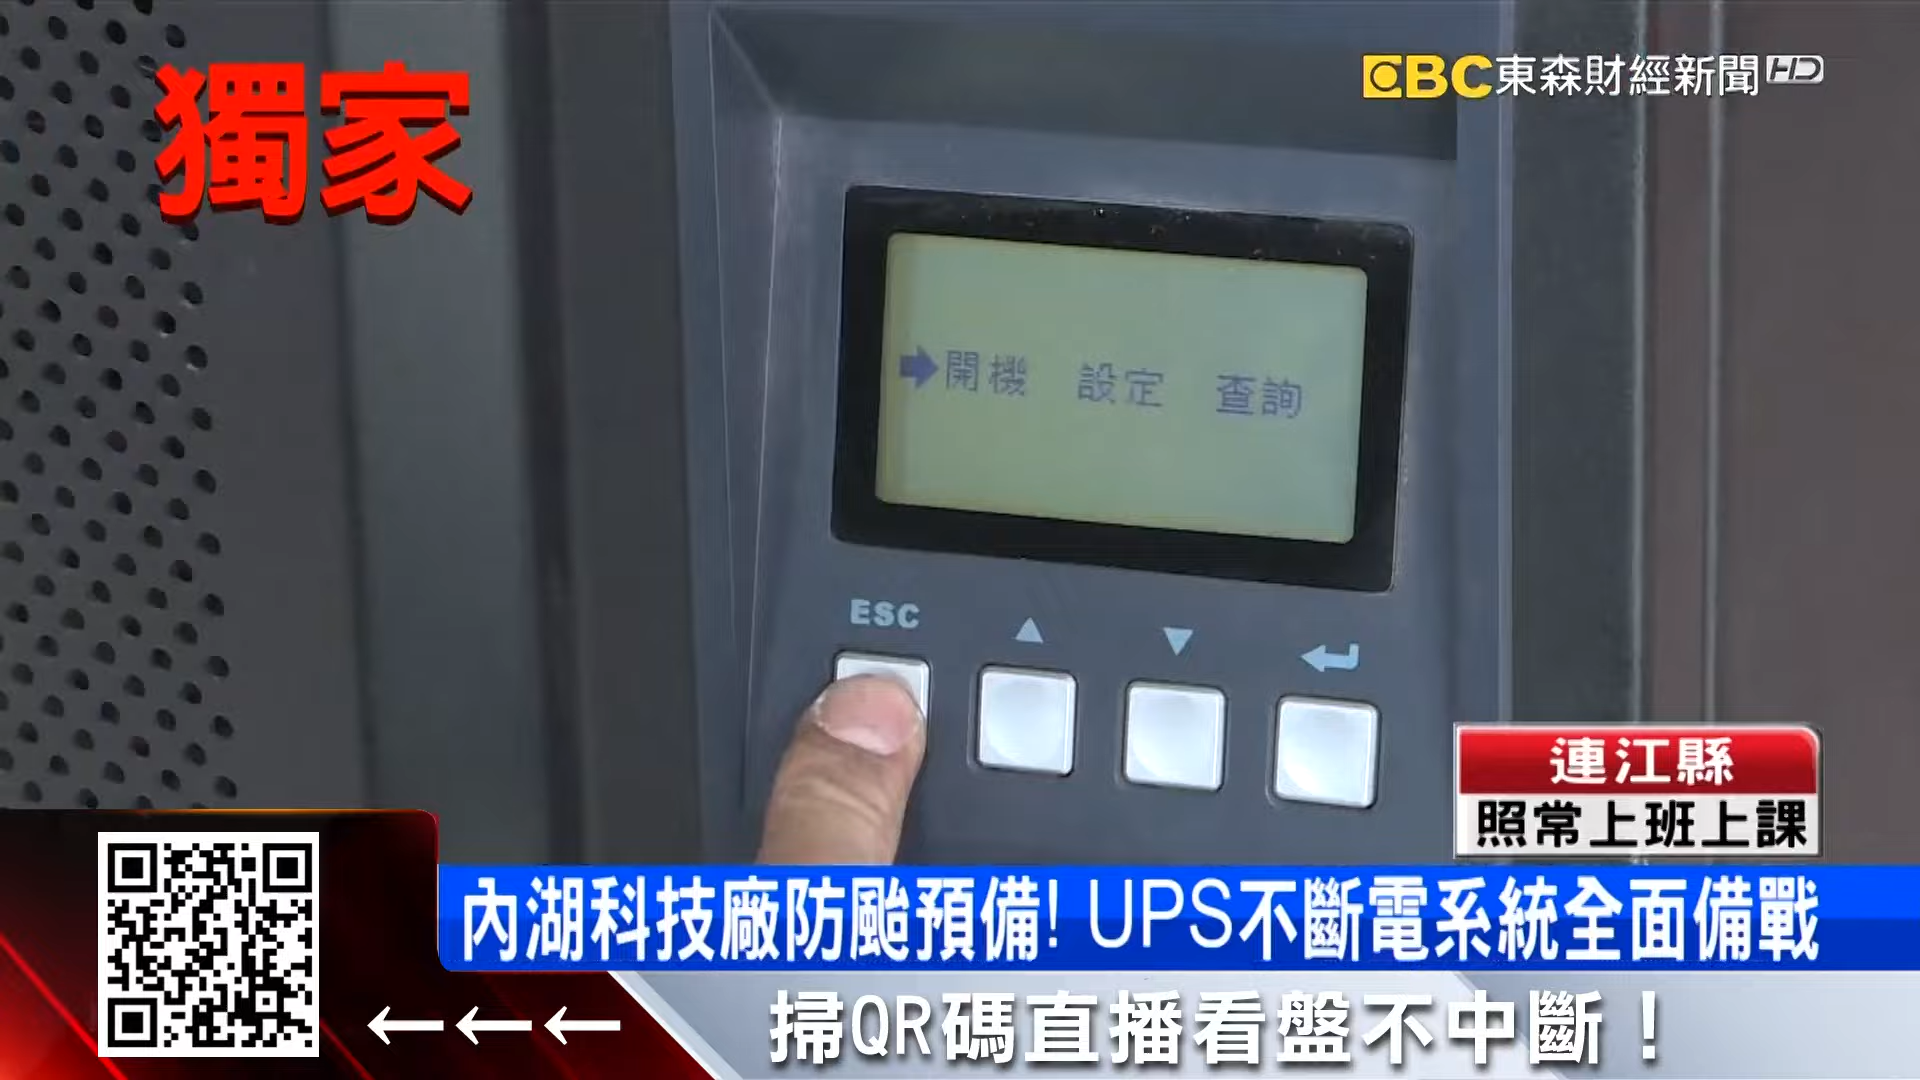 獨家
EBC東森財經新聞HD
開機 設定 查詢
ESC
連江縣
照常上班上課
內湖科技廠防颱預備! UPS不斷電系統全面備戰
掃QR碼直播看盤不中斷！